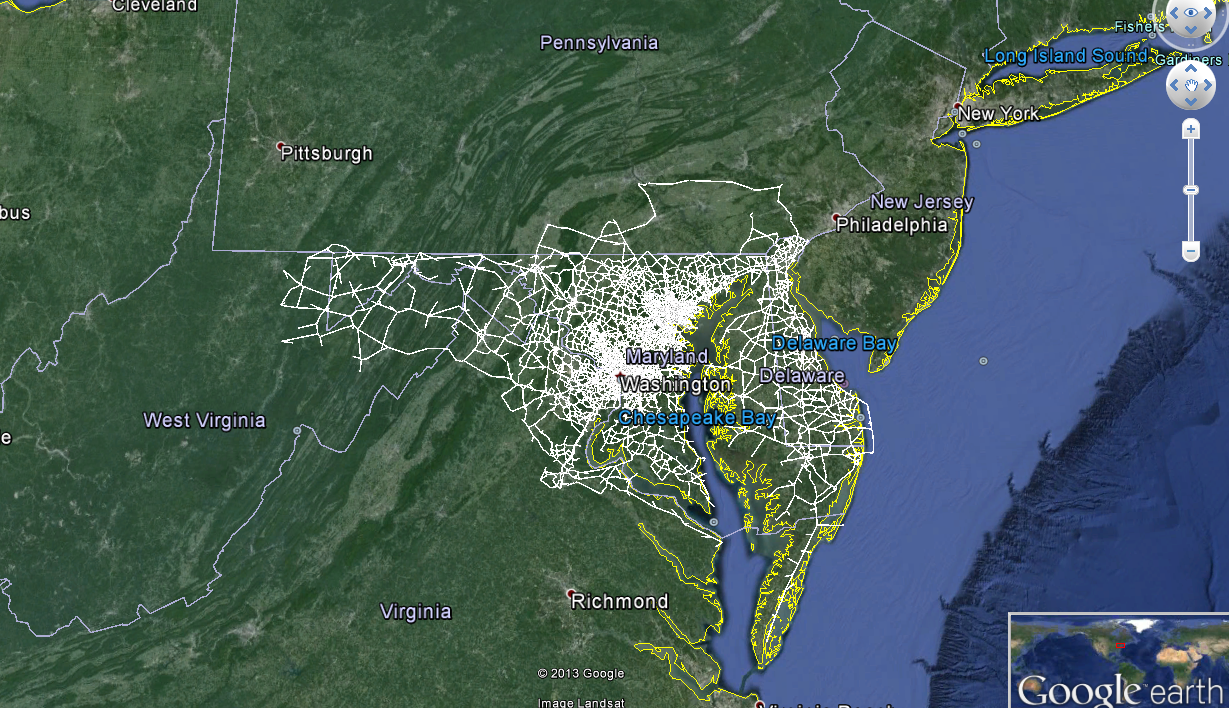 Cleveland
Pennsylvania
Fishers
Long Island Sound
Gardiners
New York
Pittsburgh
New Jersey
Philadelphia
bus
Delaware Bay
Maryland
Delaware
Washington
Chesapeake Bay
West Virginia
e
Richmond
Virginia
© 2013 Google
Image Landsat
Google earth